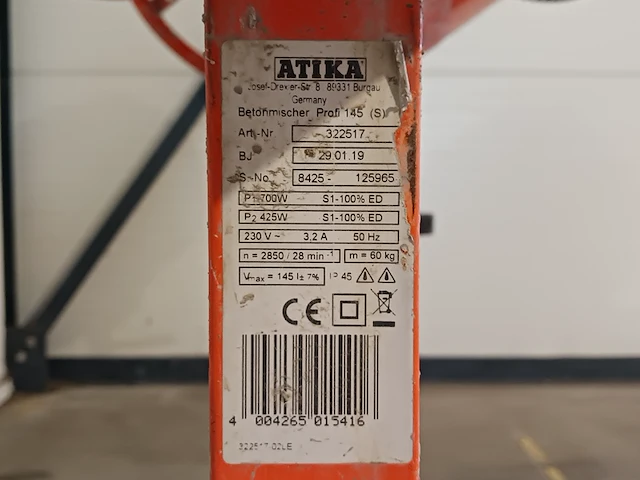 ATIKA
Josef-Drexler-Str. 8 89331 Burgau
Germany
Betonmischer Profi 145 (S)
Art.-Nr 322517
BJ 29.01.19
S.-No. 8425 - 125965
P1 700W S1-100% ED
P2 425W S1-100% ED
230 V ~ 3,2 A 50 Hz
n = 2850 / 28 min -1 m = 60 kg
Vmax = 145 l ± 7% IP 45
CE
4 004265 015416
322517 02LE